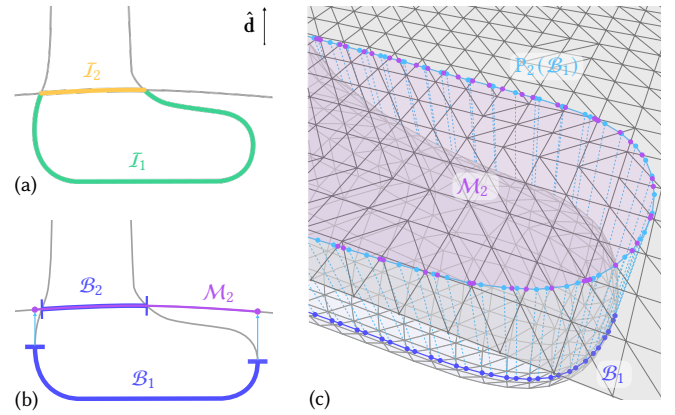 d̂
ℐ₂
ℐ₁
(a)
ℬ₂
ℳ₂
ℬ₁
(b)
P₂(ℬ₁)
ℳ₂
ℬ₁
(c)